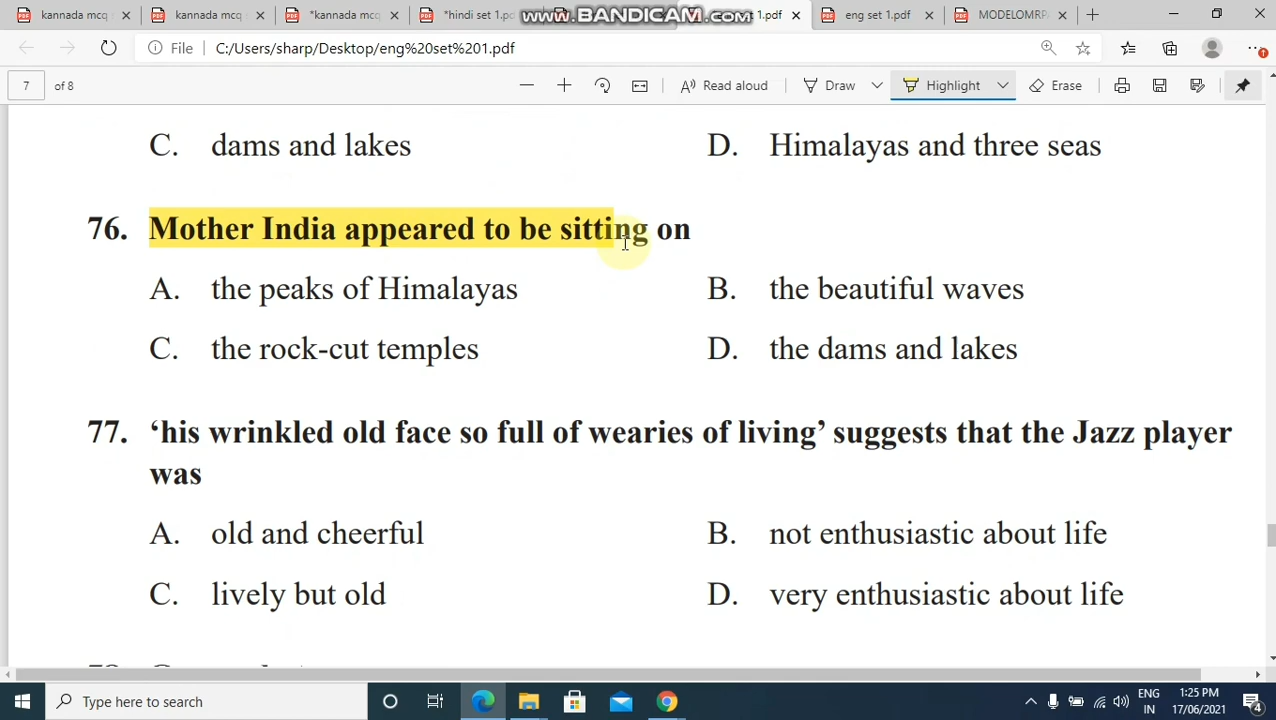 kannada mcq
kannada mcq
*kannada mcq
*hindi set 1.pd
www.BANDICAM.com
1.pdf
eng set 1.pdf
MODELOMRP
File
C:/Users/sharp/Desktop/eng%20set%201.pdf
7 of 8
Read aloud
Draw
Highlight
Erase
C. dams and lakes
D. Himalayas and three seas
76. Mother India appeared to be sitting on
A. the peaks of Himalayas
B. the beautiful waves
C. the rock-cut temples
D. the dams and lakes
77. ‘his wrinkled old face so full of wearies of living’ suggests that the Jazz player
was
A. old and cheerful
B. not enthusiastic about life
C. lively but old
D. very enthusiastic about life
Type here to search
ENG
IN
1:25 PM
17/06/2021
4